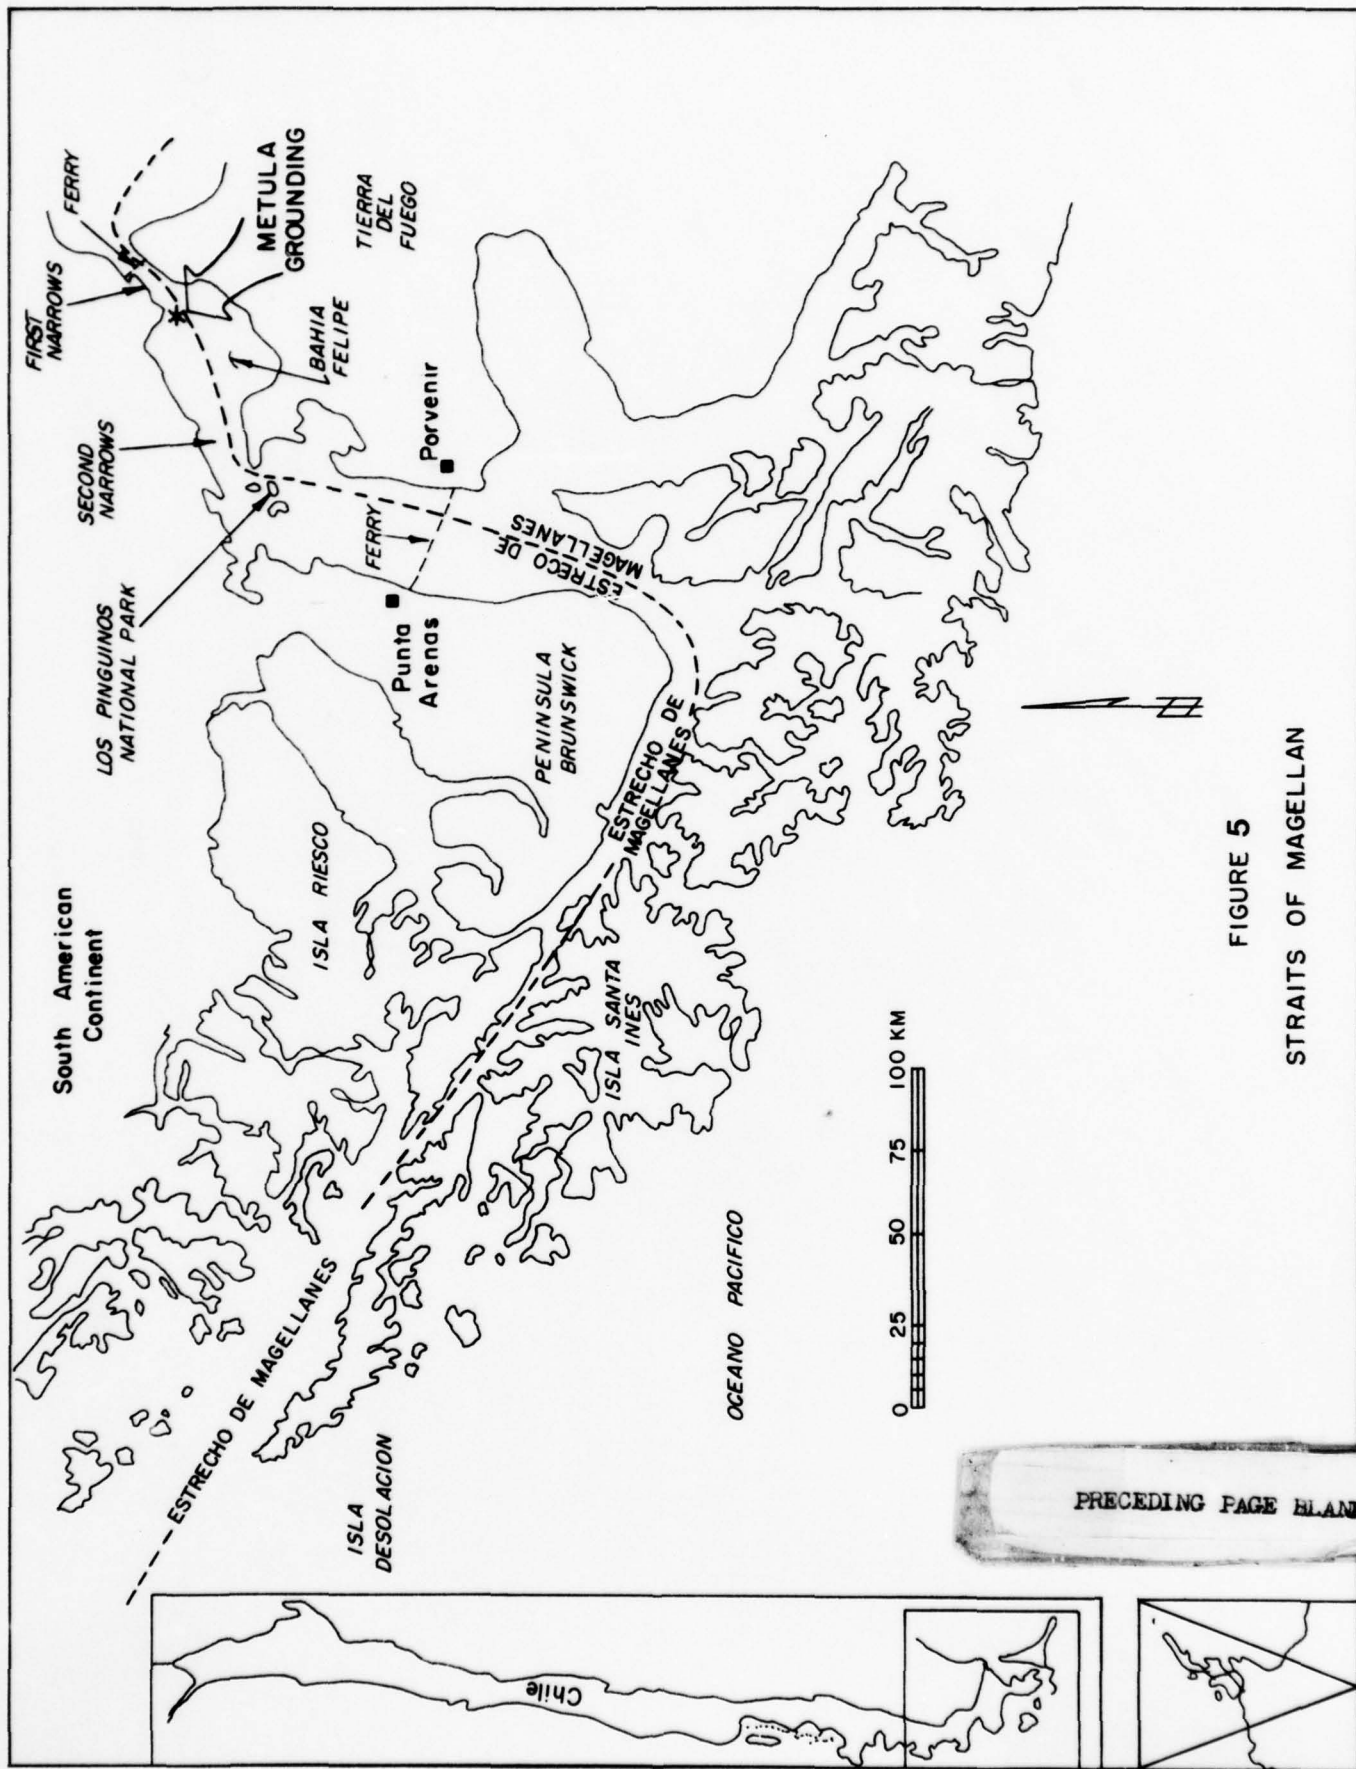 South American
Continent
FIRST
NARROWS
FERRY
SECOND
NARROWS
LOS PINGUINOS
NATIONAL PARK
METULA
GROUNDING
TIERRA
DEL
FUEGO
BAHIA
FELIPE
Porvenir
FERRY
Punta
Arenas
ESTRECO DE
MAGELLANES
PENINSULA
BRUNSWICK
ESTRECHO DE
MAGELLANES
ISLA RIESCO
ISLA SANTA
INES
ESTRECHO DE MAGELLANES
ISLA
DESOLACION
OCEANO PACIFICO
0 25 50 75 100 KM
Chile
FIGURE 5
STRAITS OF MAGELLAN
PRECEDING PAGE BLAN